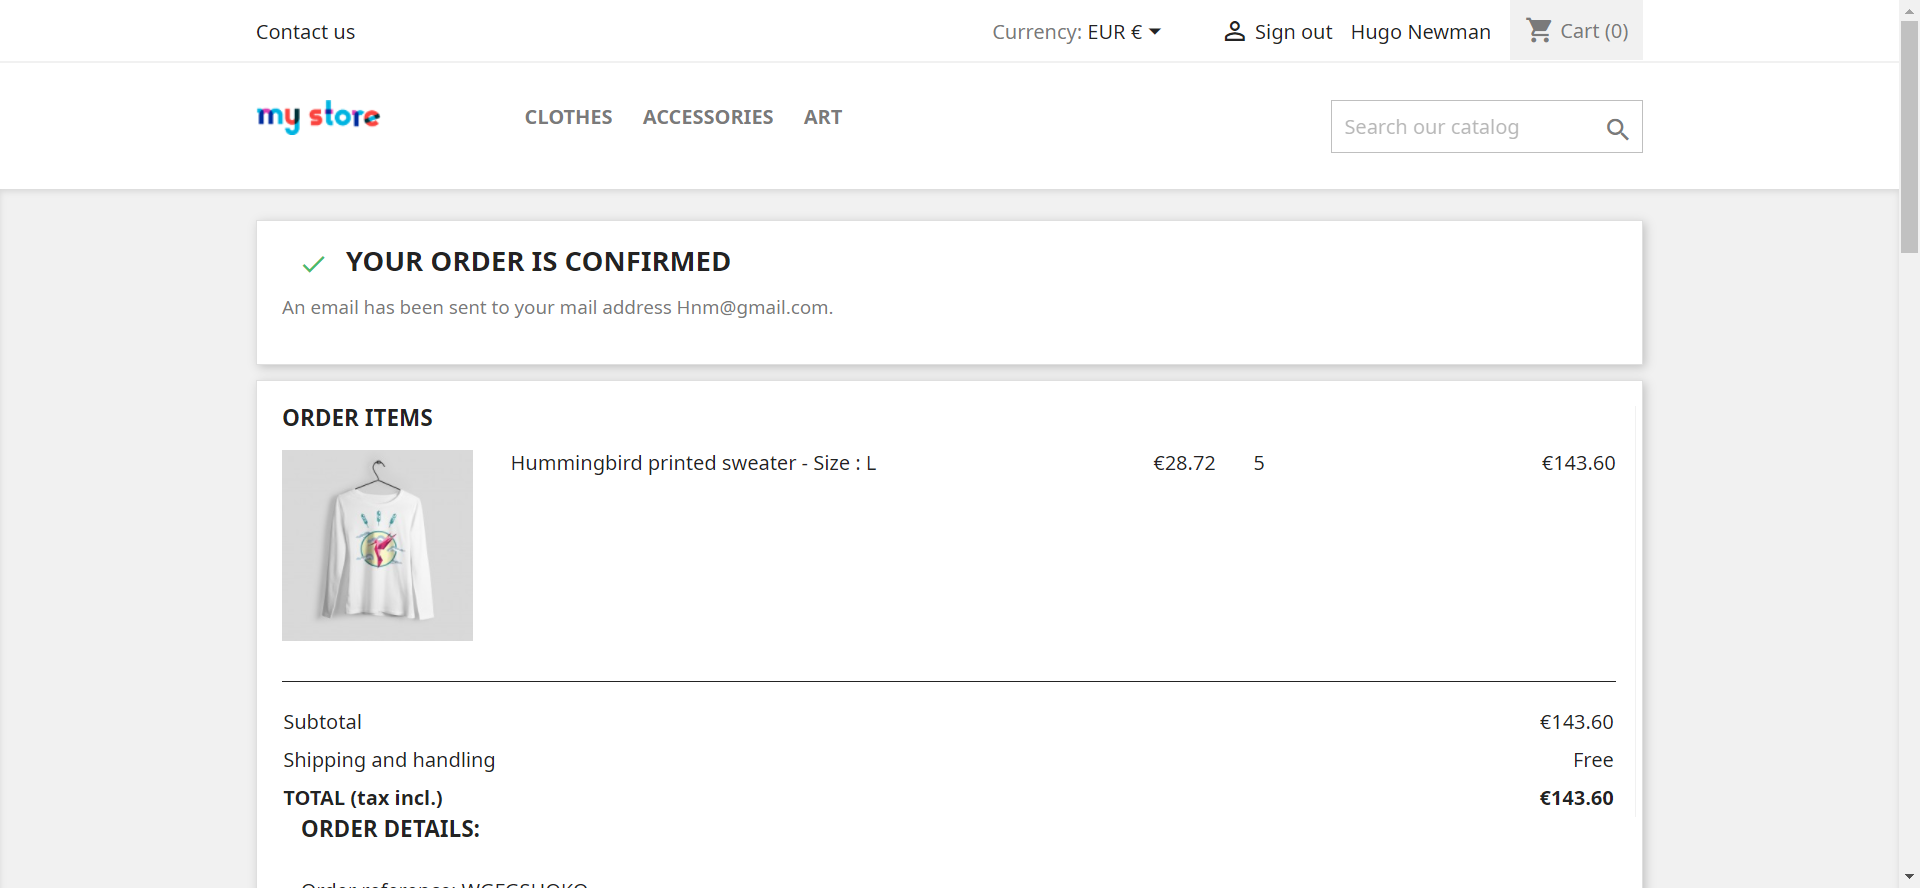 Contact us
Currency: EUR €
Sign out
Hugo Newman
Cart (0)
my store
CLOTHES
ACCESSORIES
ART
Search our catalog
YOUR ORDER IS CONFIRMED
An email has been sent to your mail address Hnm@gmail.com.
ORDER ITEMS
Hummingbird printed sweater - Size : L €28.72 5 €143.60
Subtotal €143.60
Shipping and handling Free
TOTAL (tax incl.) €143.60
ORDER DETAILS:
Order reference: